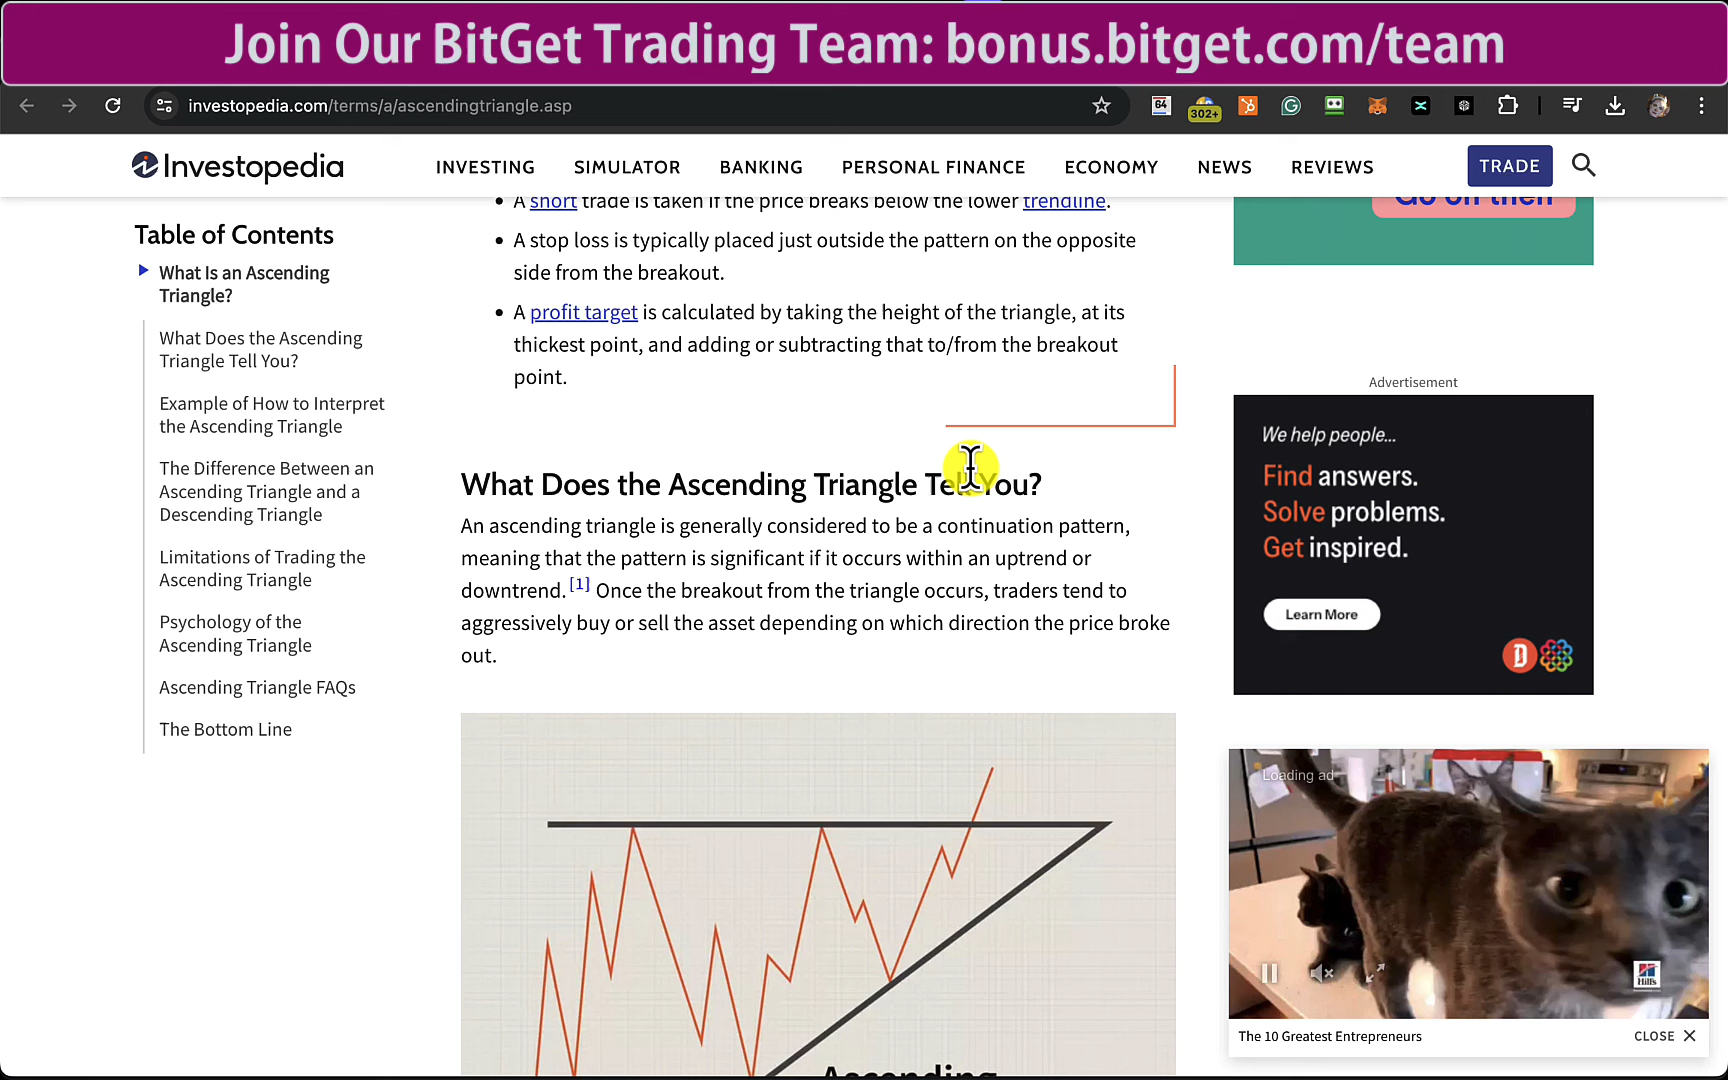 Join Our BitGet Trading Team: bonus.bitget.com/team
investopedia.com/terms/a/ascendingtriangle.asp
64
302+
Investopedia
INVESTING
SIMULATOR
BANKING
PERSONAL FINANCE
ECONOMY
NEWS
REVIEWS
TRADE
Table of Contents
What Is an Ascending
Triangle?
What Does the Ascending
Triangle Tell You?
Example of How to Interpret
the Ascending Triangle
The Difference Between an
Ascending Triangle and a
Descending Triangle
Limitations of Trading the
Ascending Triangle
Psychology of the
Ascending Triangle
Ascending Triangle FAQs
The Bottom Line
A short trade is taken if the price breaks below the lower trendline.
A stop loss is typically placed just outside the pattern on the opposite
side from the breakout.
A profit target is calculated by taking the height of the triangle, at its
thickest point, and adding or subtracting that to/from the breakout
point.
What Does the Ascending Triangle Tell You?
An ascending triangle is generally considered to be a continuation pattern,
meaning that the pattern is significant if it occurs within an uptrend or
downtrend.[1] Once the breakout from the triangle occurs, traders tend to
aggressively buy or sell the asset depending on which direction the price broke
out.
Ascending
Go on then
Advertisement
We help people...
Find answers.
Solve problems.
Get inspired.
Learn More
Loading ad
Hill's
The 10 Greatest Entrepreneurs
CLOSE